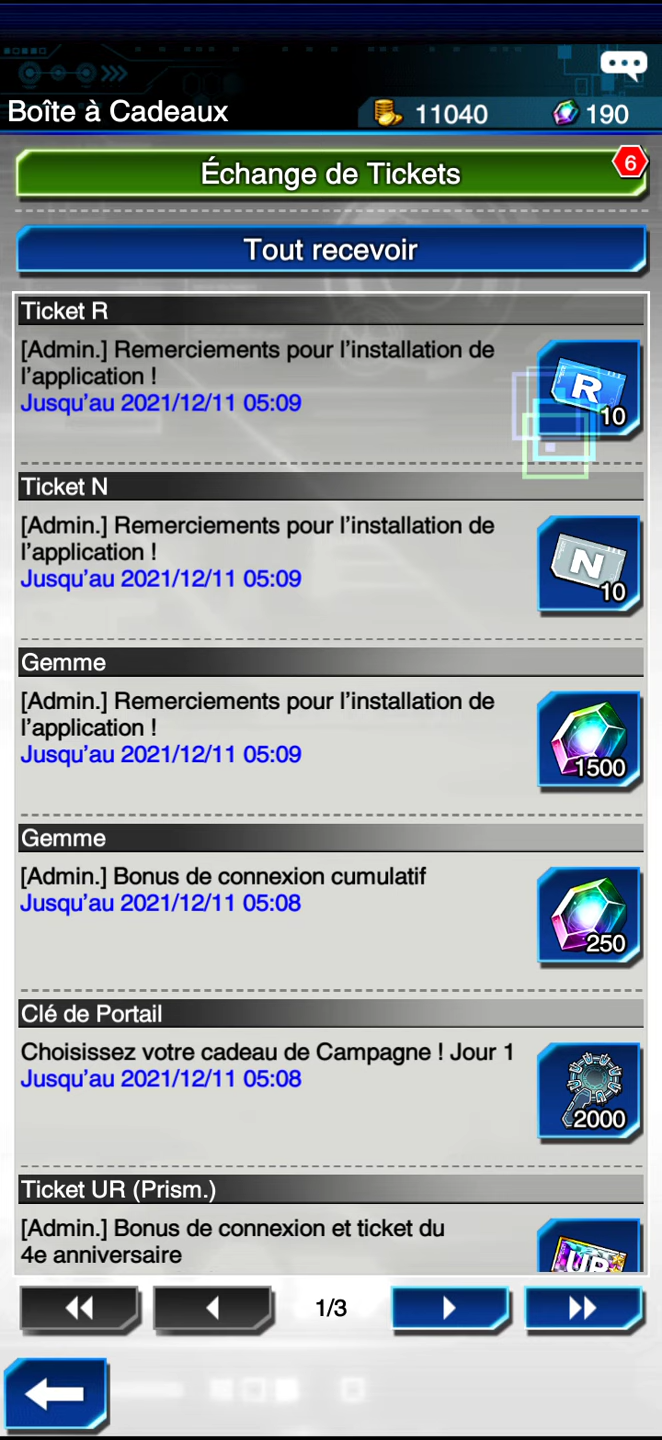 Boîte à Cadeaux
11040
190
Échange de Tickets
6
Tout recevoir
Ticket R
[Admin.] Remerciements pour l'installation de
l'application !
Jusqu'au 2021/12/11 05:09
R
10
Ticket N
[Admin.] Remerciements pour l'installation de
l'application !
Jusqu'au 2021/12/11 05:09
N
10
Gemme
[Admin.] Remerciements pour l'installation de
l'application !
Jusqu'au 2021/12/11 05:09
1500
Gemme
[Admin.] Bonus de connexion cumulatif
Jusqu'au 2021/12/11 05:08
250
Clé de Portail
Choisissez votre cadeau de Campagne ! Jour 1
Jusqu'au 2021/12/11 05:08
2000
Ticket UR (Prism.)
[Admin.] Bonus de connexion et ticket du
4e anniversaire
UR
1/3